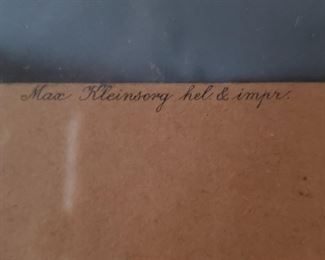 Max Kleinsorg hel. & impr.